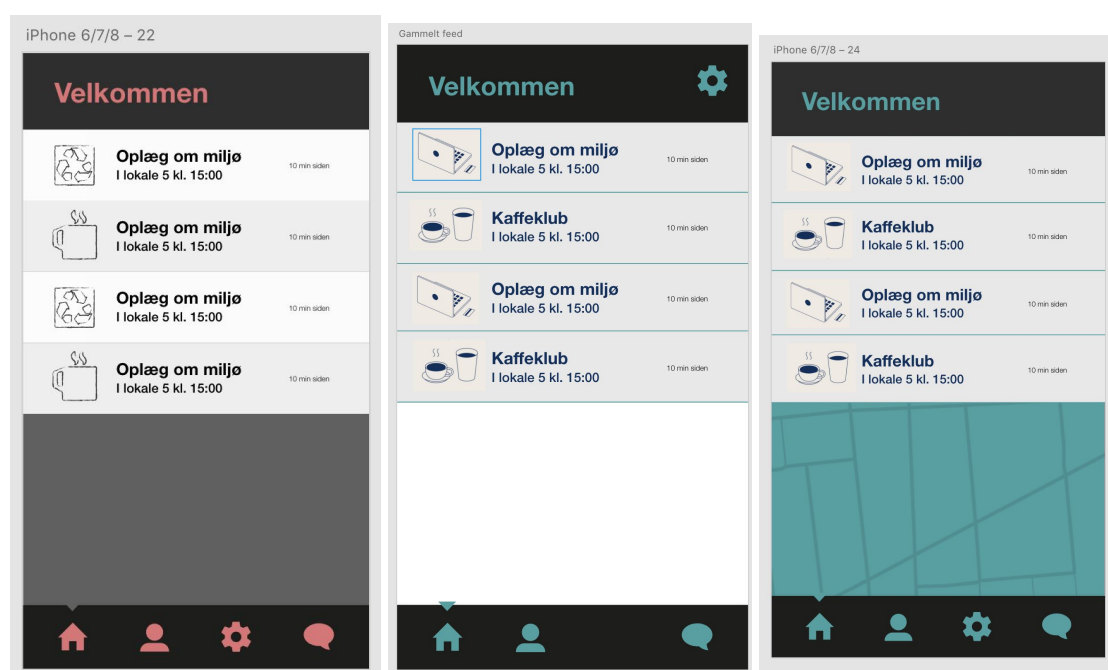 iPhone 6/7/8 – 22
Velkommen
Oplæg om miljø
I lokale 5 kl. 15:00
10 min siden
Oplæg om miljø
I lokale 5 kl. 15:00
10 min siden
Oplæg om miljø
I lokale 5 kl. 15:00
10 min siden
Oplæg om miljø
I lokale 5 kl. 15:00
10 min siden
Gammelt feed
Velkommen
Oplæg om miljø
I lokale 5 kl. 15:00
10 min siden
Kaffeklub
I lokale 5 kl. 15:00
10 min siden
Oplæg om miljø
I lokale 5 kl. 15:00
10 min siden
Kaffeklub
I lokale 5 kl. 15:00
10 min siden
iPhone 6/7/8 – 24
Velkommen
Oplæg om miljø
I lokale 5 kl. 15:00
10 min siden
Kaffeklub
I lokale 5 kl. 15:00
10 min siden
Oplæg om miljø
I lokale 5 kl. 15:00
10 min siden
Kaffeklub
I lokale 5 kl. 15:00
10 min siden